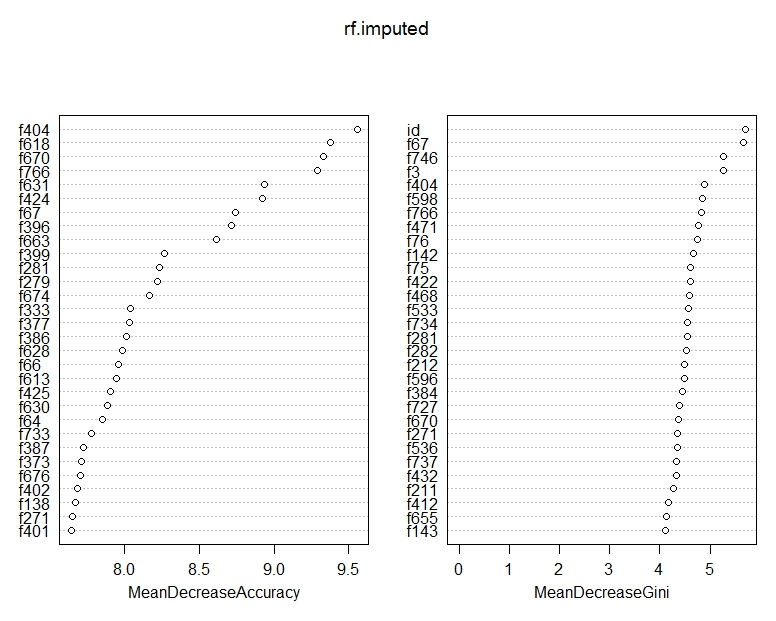 rf.imputed
f404
f618
f670
f766
f631
f424
f67
f396
f663
f399
f281
f279
f674
f333
f377
f386
f628
f66
f613
f425
f630
f64
f733
f387
f373
f676
f402
f138
f271
f401
8.0 8.5 9.0 9.5
MeanDecreaseAccuracy
id
f67
f746
f3
f404
f598
f766
f471
f76
f142
f75
f422
f468
f533
f734
f281
f282
f212
f596
f384
f727
f670
f271
f536
f737
f432
f211
f412
f655
f143
0 1 2 3 4 5
MeanDecreaseGini